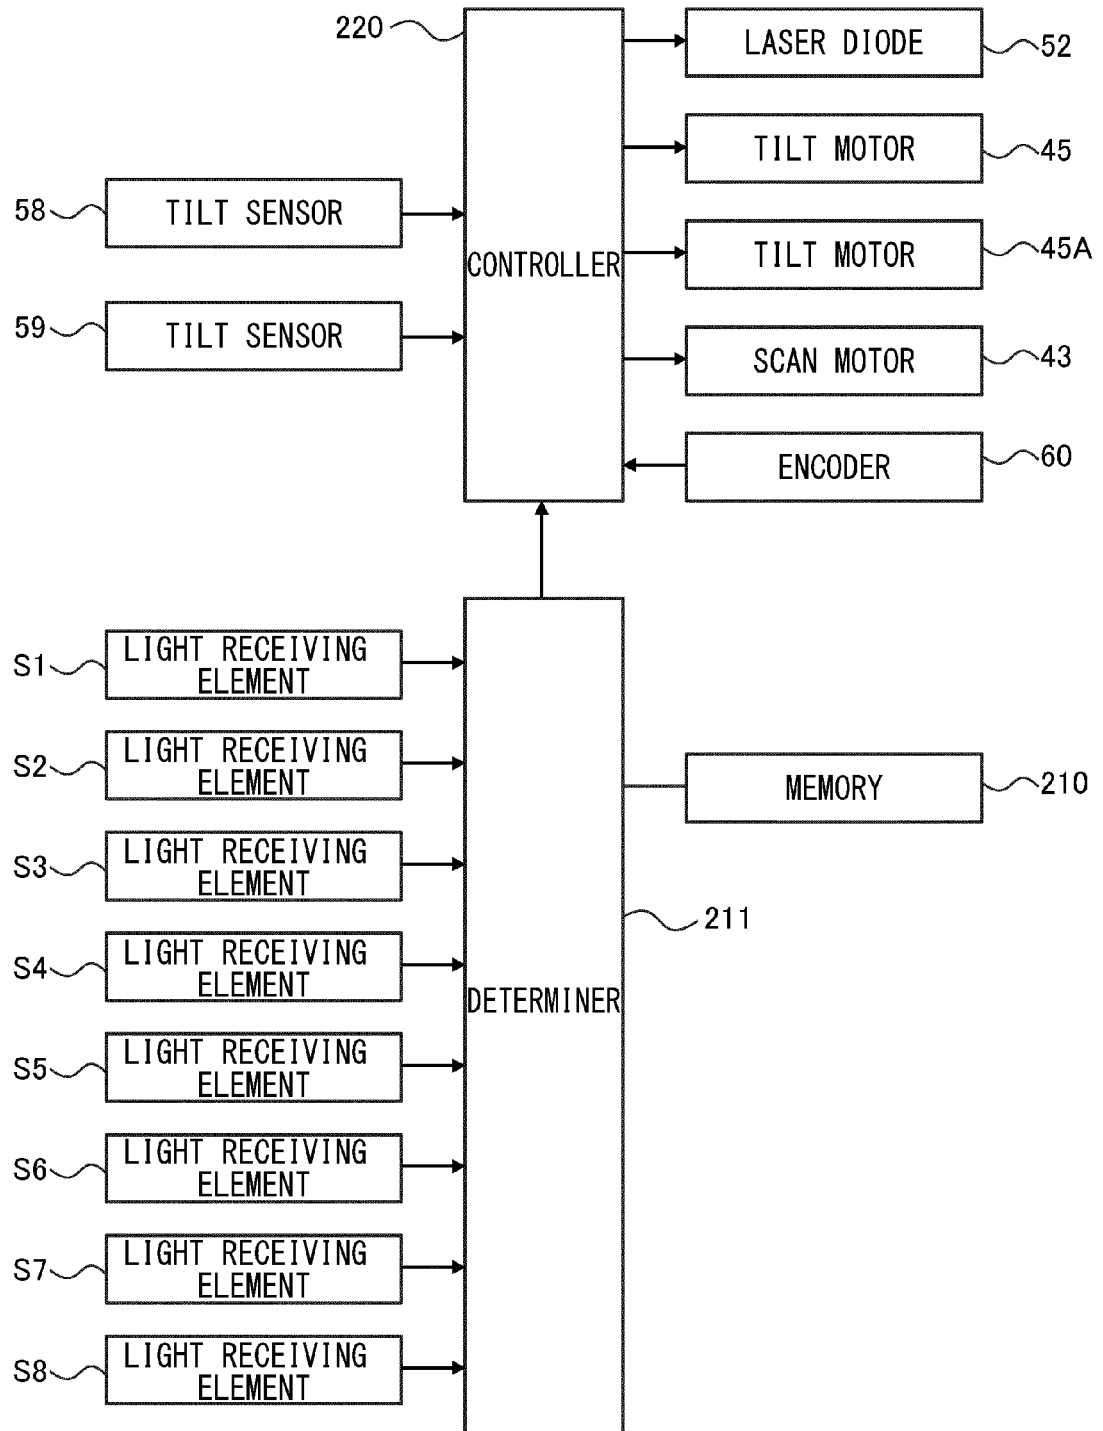 220
LASER DIODE
52
TILT MOTOR
45
58
TILT SENSOR
TILT MOTOR
45A
CONTROLLER
59
TILT SENSOR
SCAN MOTOR
43
ENCODER
60
S1
LIGHT RECEIVING
ELEMENT
S2
LIGHT RECEIVING
ELEMENT
MEMORY
210
S3
LIGHT RECEIVING
ELEMENT
211
S4
LIGHT RECEIVING
ELEMENT
DETERMINER
S5
LIGHT RECEIVING
ELEMENT
S6
LIGHT RECEIVING
ELEMENT
S7
LIGHT RECEIVING
ELEMENT
S8
LIGHT RECEIVING
ELEMENT